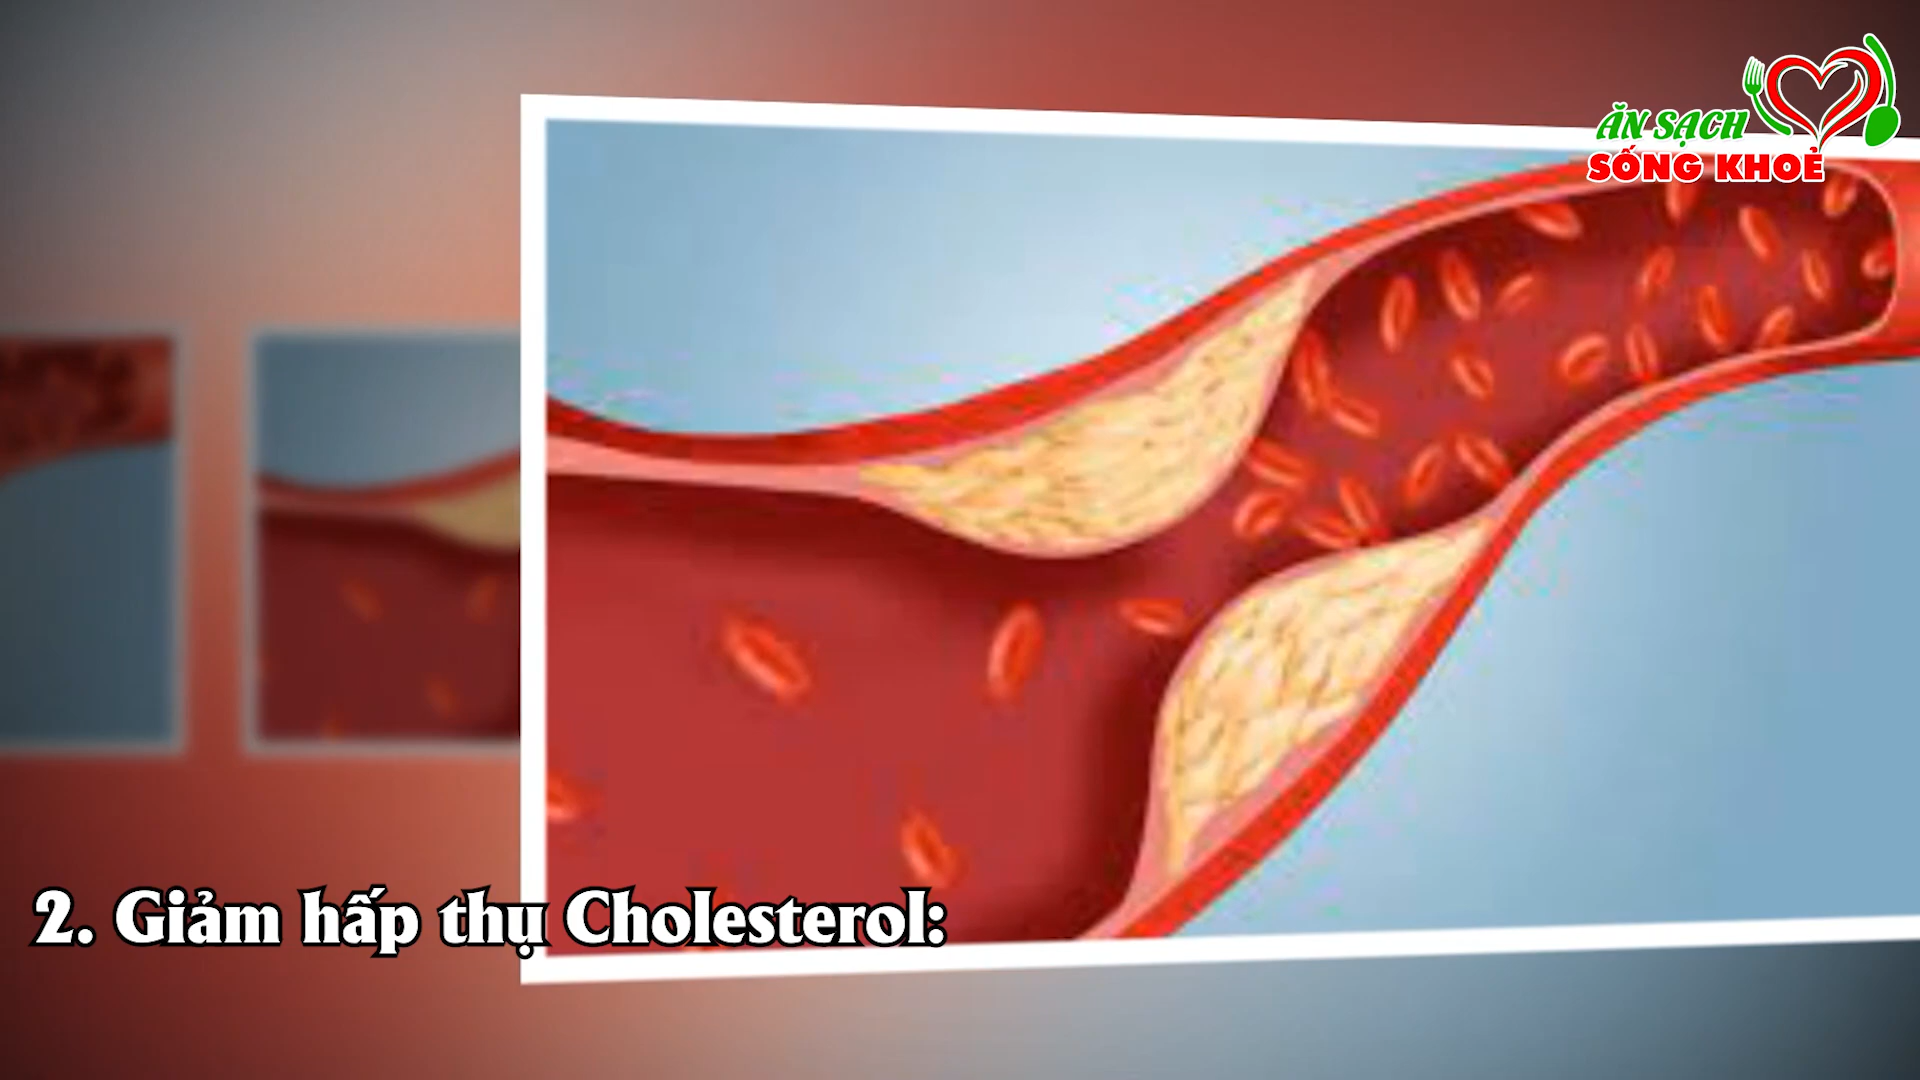 ĂN SẠCH
SỐNG KHOẺ
2. Giảm hấp thụ Cholesterol: